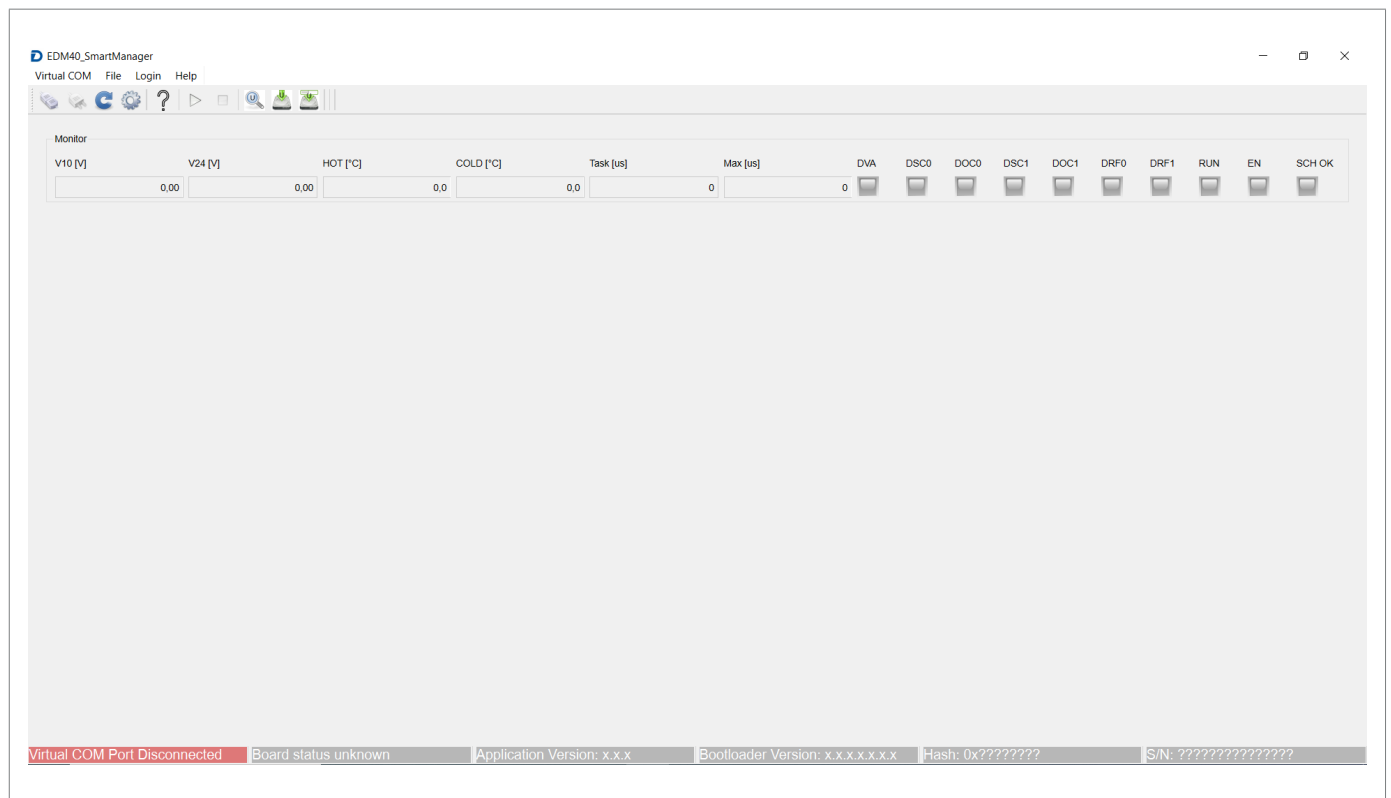 EDM40_SmartManager
Virtual COM File Login Help
Monitor
V10 [V] V24 [V] HOT [°C] COLD [°C] Task [us] Max [us] DVA DSC0 DOC0 DSC1 DOC1 DRF0 DRF1 RUN EN SCH OK
0,00 0,00 0,0 0,0 0 0
Virtual COM Port Disconnected Board status unknown Application Version: x.x.x Bootloader Version: x.x.x.x.x.x.x Hash: 0x???????? S/N: ???????????????